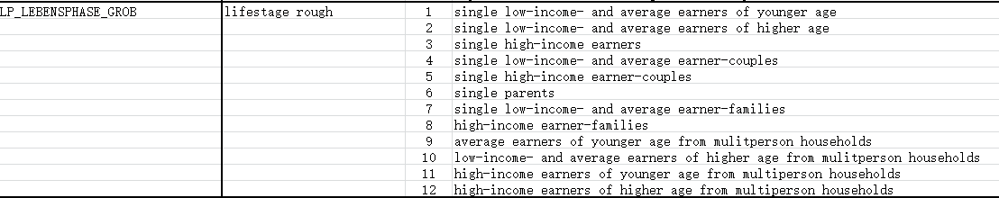 LP_LEBENSPHASE_GROB lifestage rough 1 single low-income- and average earners of younger age
2 single low-income- and average earners of higher age
3 single high-income earners
4 single low-income- and average earner-couples
5 single high-income earner-couples
6 single parents
7 single low-income- and average earner-families
8 high-income earner-families
9 average earners of younger age from mulitperson households
10 low-income- and average earners of higher age from mulitperson households
11 high-income earners of younger age from multiperson households
12 high-income earners of higher age from multiperson households